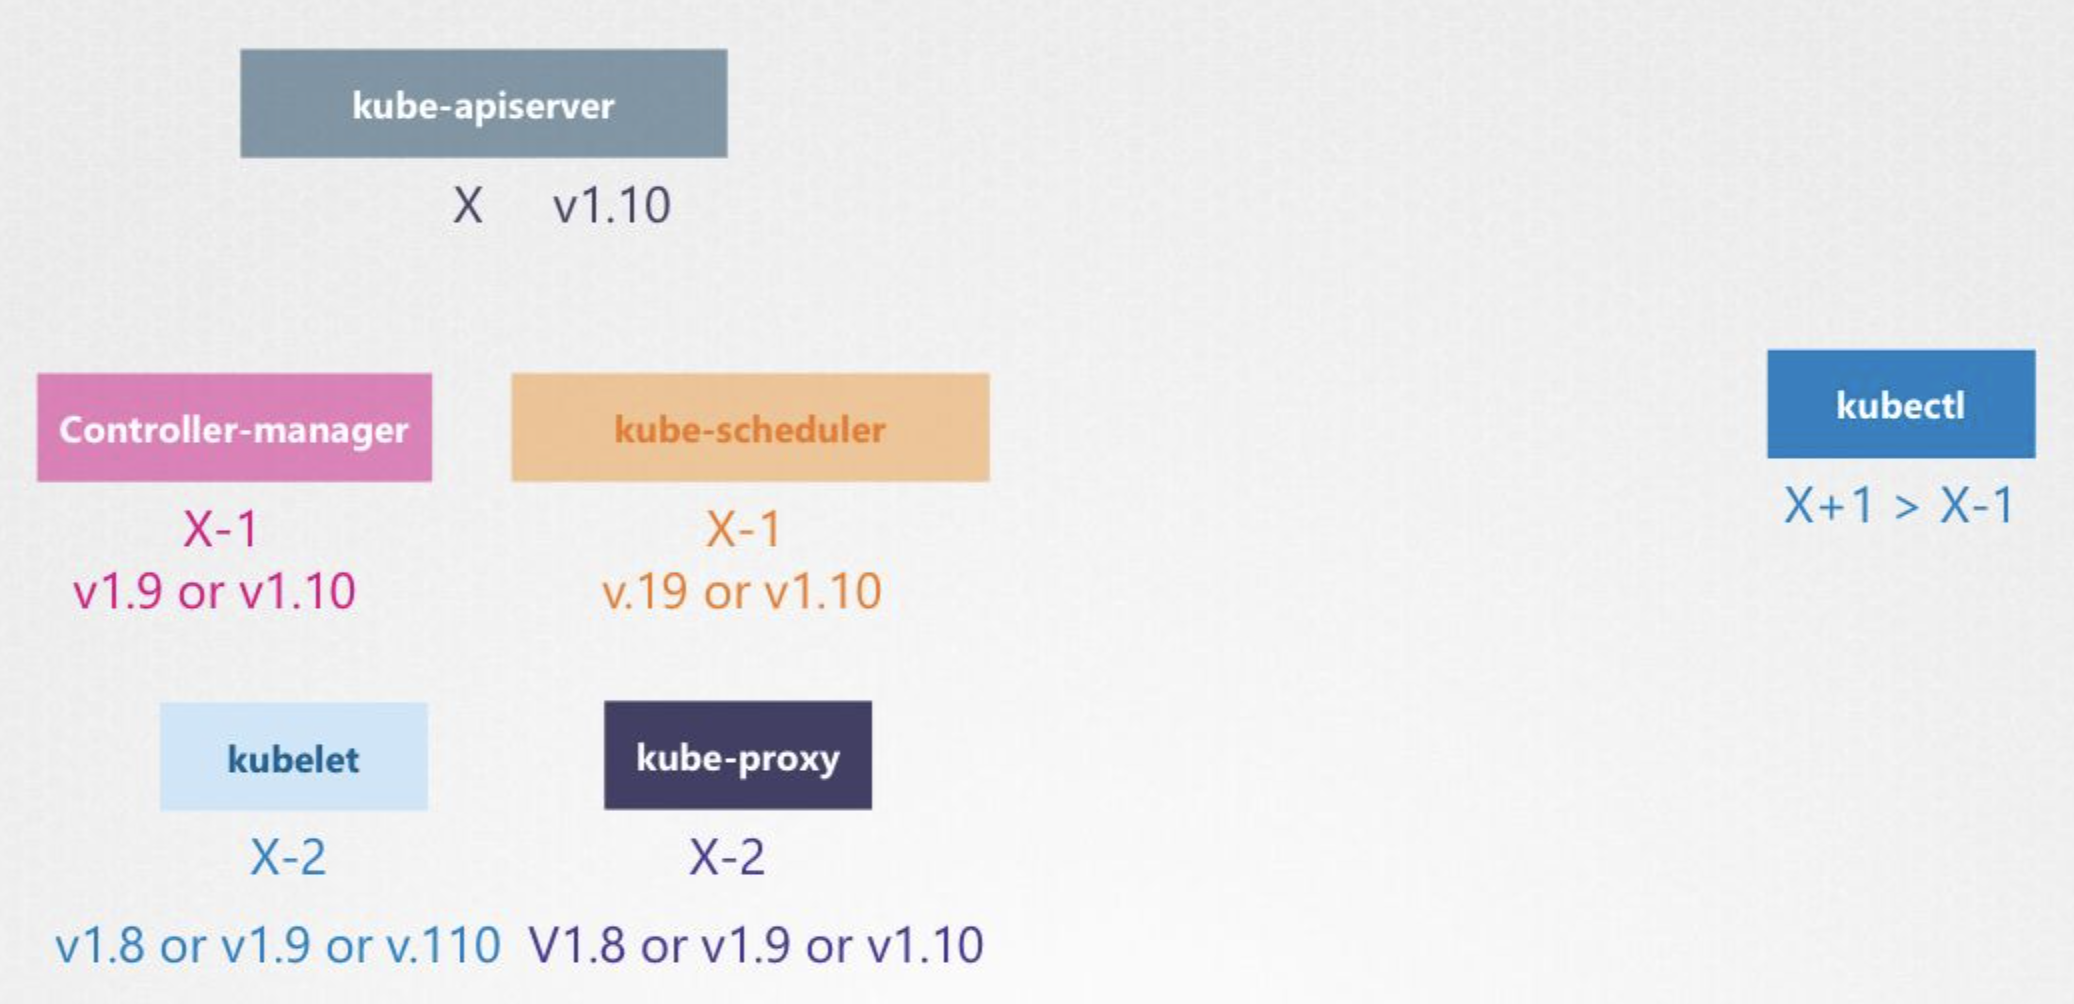 kube-apiserver
X v1.10
Controller-manager
X-1
v1.9 or v1.10
kube-scheduler
X-1
v.19 or v1.10
kubectl
X+1 > X-1
kubelet
X-2
v1.8 or v1.9 or v.110
kube-proxy
X-2
V1.8 or v1.9 or v1.10